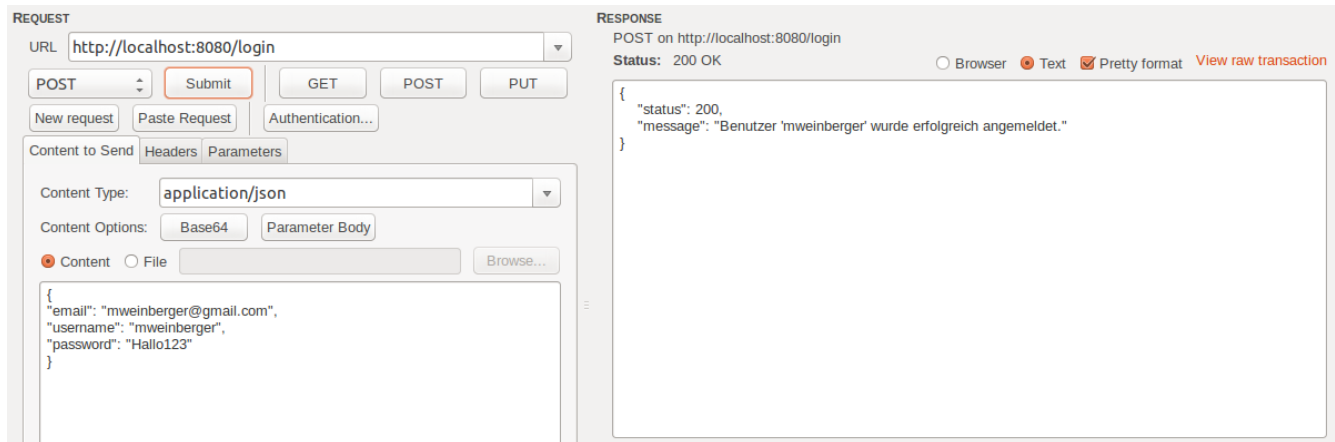 REQUEST
URL http://localhost:8080/login
POST Submit GET POST PUT
New request Paste Request Authentication...
Content to Send Headers Parameters
Content Type: application/json
Content Options: Base64 Parameter Body
Content File Browse...
{
"email": "mweinberger@gmail.com",
"username": "mweinberger",
"password": "Hallo123"
}
RESPONSE
POST on http://localhost:8080/login
Status: 200 OK Browser Text Pretty format View raw transaction
{
"status": 200,
"message": "Benutzer 'mweinberger' wurde erfolgreich angemeldet."
}